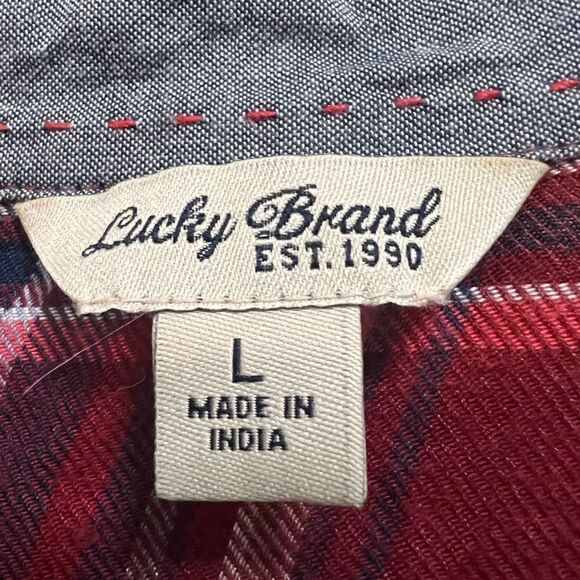 Lucky Brand
EST. 1990
L
MADE IN
INDIA